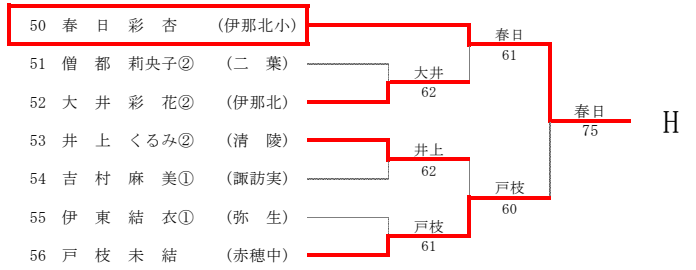 50 春 日 彩 杏 (伊那北小)
51 僧 都 莉央子② (二 葉)
52 大 井 彩 花② (伊那北)
53 井 上 くるみ② (清 陵)
54 吉 村 麻 美① (諏訪実)
55 伊 東 結 衣① (弥 生)
56 戸 枝 未 結 (赤穂中)
大井
62
井上
62
戸枝
61
春日
61
戸枝
60
春日
75
H